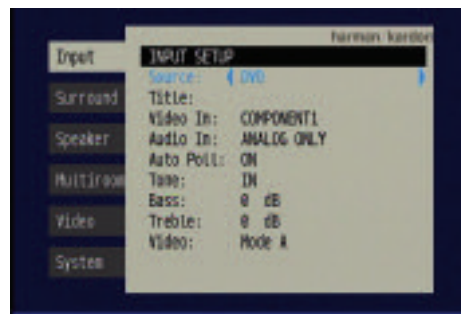 harman kardon
Input
Surround
Speaker
Multiroom
Video
System
INPUT SETUP
Source: DVD
Title:
Video In: COMPONENT1
Audio In: ANALOG ONLY
Auto Poll: ON
Tone: IN
Bass: 0 dB
Treble: 0 dB
Video: Mode A